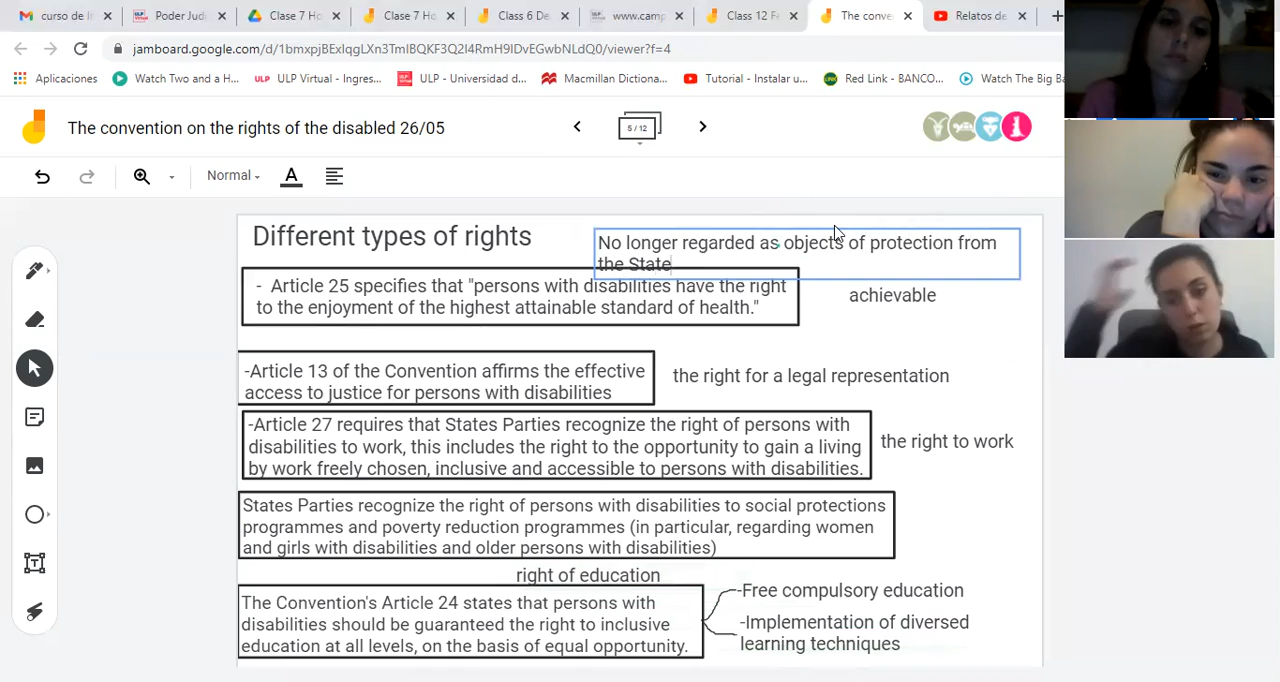 curso de I
Poder Jud
Clase 7 Ho
Clase 7 Ho
Class 6 De
www.camp
Class 12 Fe
The conve
Relatos de
jamboard.google.com/d/1bmxpjBExIqgLXn3TmIBQKF3Q2I4RmH9IDvEGwbNLdQ0/viewer?f=4
Aplicaciones
Watch Two and a H...
ULP Virtual - Ingres...
ULP - Universidad d...
Macmillan Dictiona...
Tutorial - Instalar u...
Red Link - BANCO...
Watch The Big Ba
The convention on the rights of the disabled 26/05
5 / 12
Normal
Different types of rights
No longer regarded as objects of protection from
the State
- Article 25 specifies that "persons with disabilities have the right
to the enjoyment of the highest attainable standard of health."
achievable
-Article 13 of the Convention affirms the effective
access to justice for persons with disabilities
the right for a legal representation
-Article 27 requires that States Parties recognize the right of persons with
disabilities to work, this includes the right to the opportunity to gain a living
by work freely chosen, inclusive and accessible to persons with disabilities.
the right to work
States Parties recognize the right of persons with disabilities to social protections
programmes and poverty reduction programmes (in particular, regarding women
and girls with disabilities and older persons with disabilities)
right of education
The Convention's Article 24 states that persons with
disabilities should be guaranteed the right to inclusive
education at all levels, on the basis of equal opportunity.
-Free compulsory education
-Implementation of diversed
learning techniques